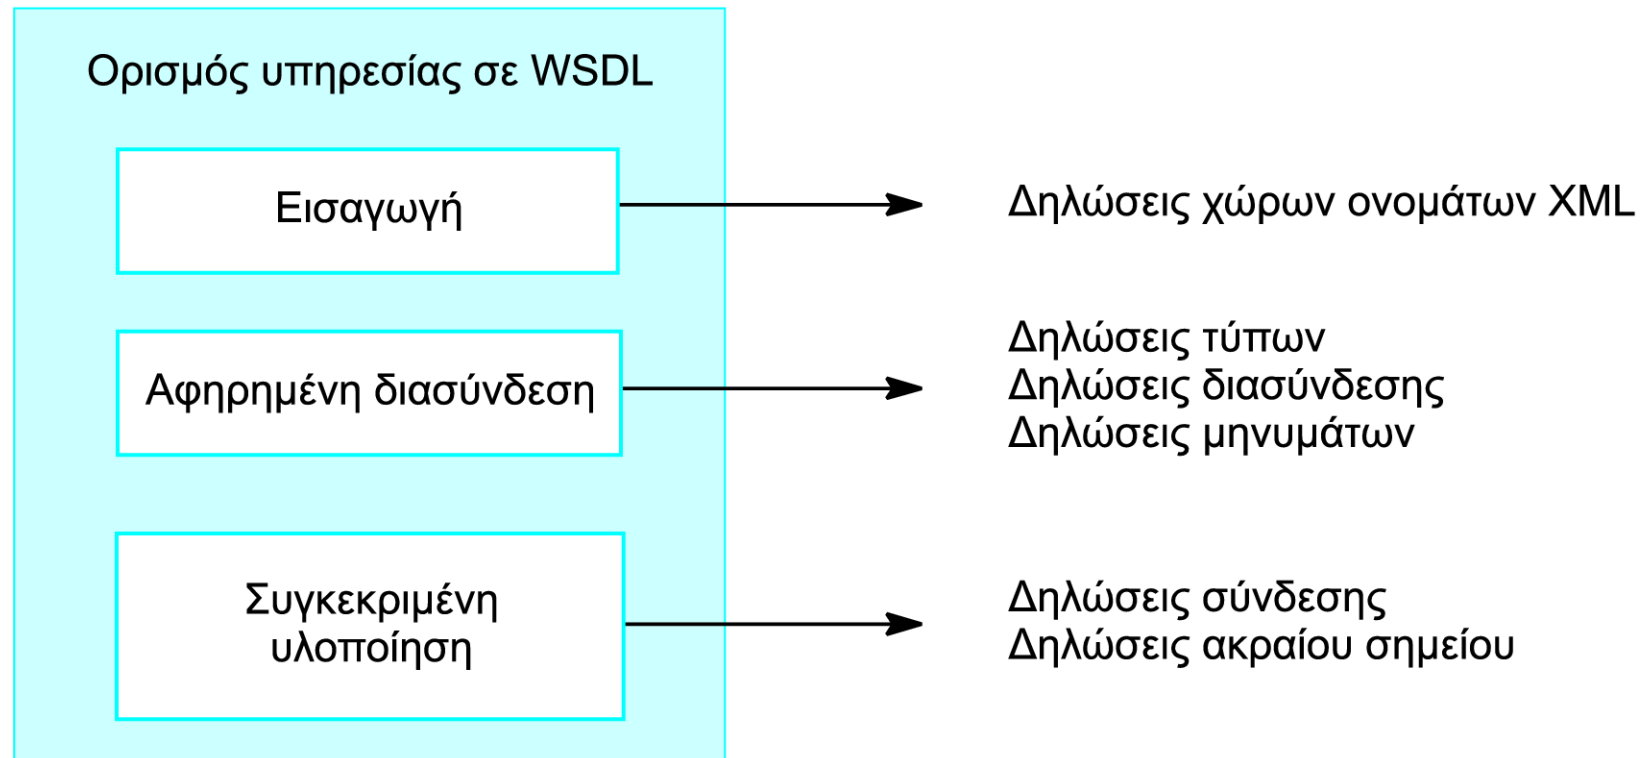 Ορισμός υπηρεσίας σε WSDL
Εισαγωγή
Δηλώσεις χώρων ονομάτων XML
Αφηρημένη διασύνδεση
Δηλώσεις τύπων
Δηλώσεις διασύνδεσης
Δηλώσεις μηνυμάτων
Συγκεκριμένη
υλοποίηση
Δηλώσεις σύνδεσης
Δηλώσεις ακραίου σημείου